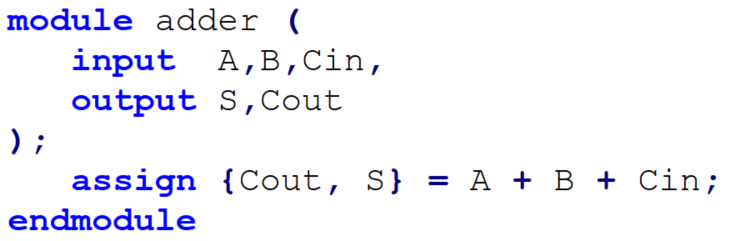 module adder (
input A,B,Cin,
output S,Cout
);
assign {Cout, S} = A + B + Cin;
endmodule